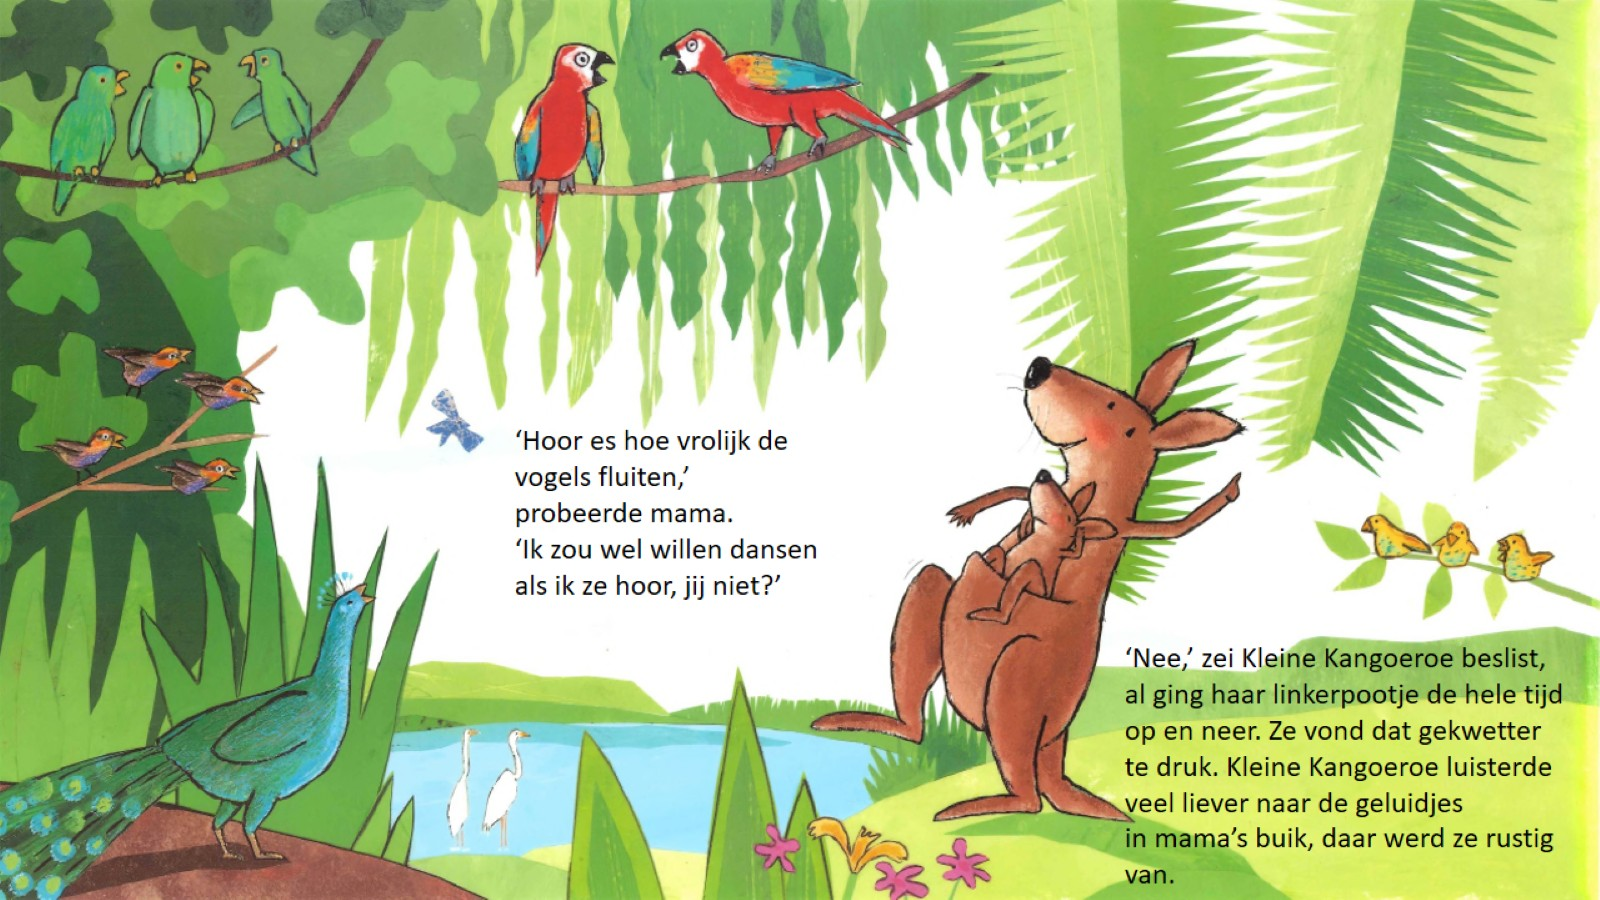 ‘Hoor es hoe vrolijk de
vogels fluiten,’
probeerde mama.
‘Ik zou wel willen dansen
als ik ze hoor, jij niet?’
‘Nee,’ zei Kleine Kangoeroe beslist,
al ging haar linkerpootje de hele tijd
op en neer. Ze vond dat gekwetter
te druk. Kleine Kangoeroe luisterde
veel liever naar de geluidjes
in mama’s buik, daar werd ze rustig
van.